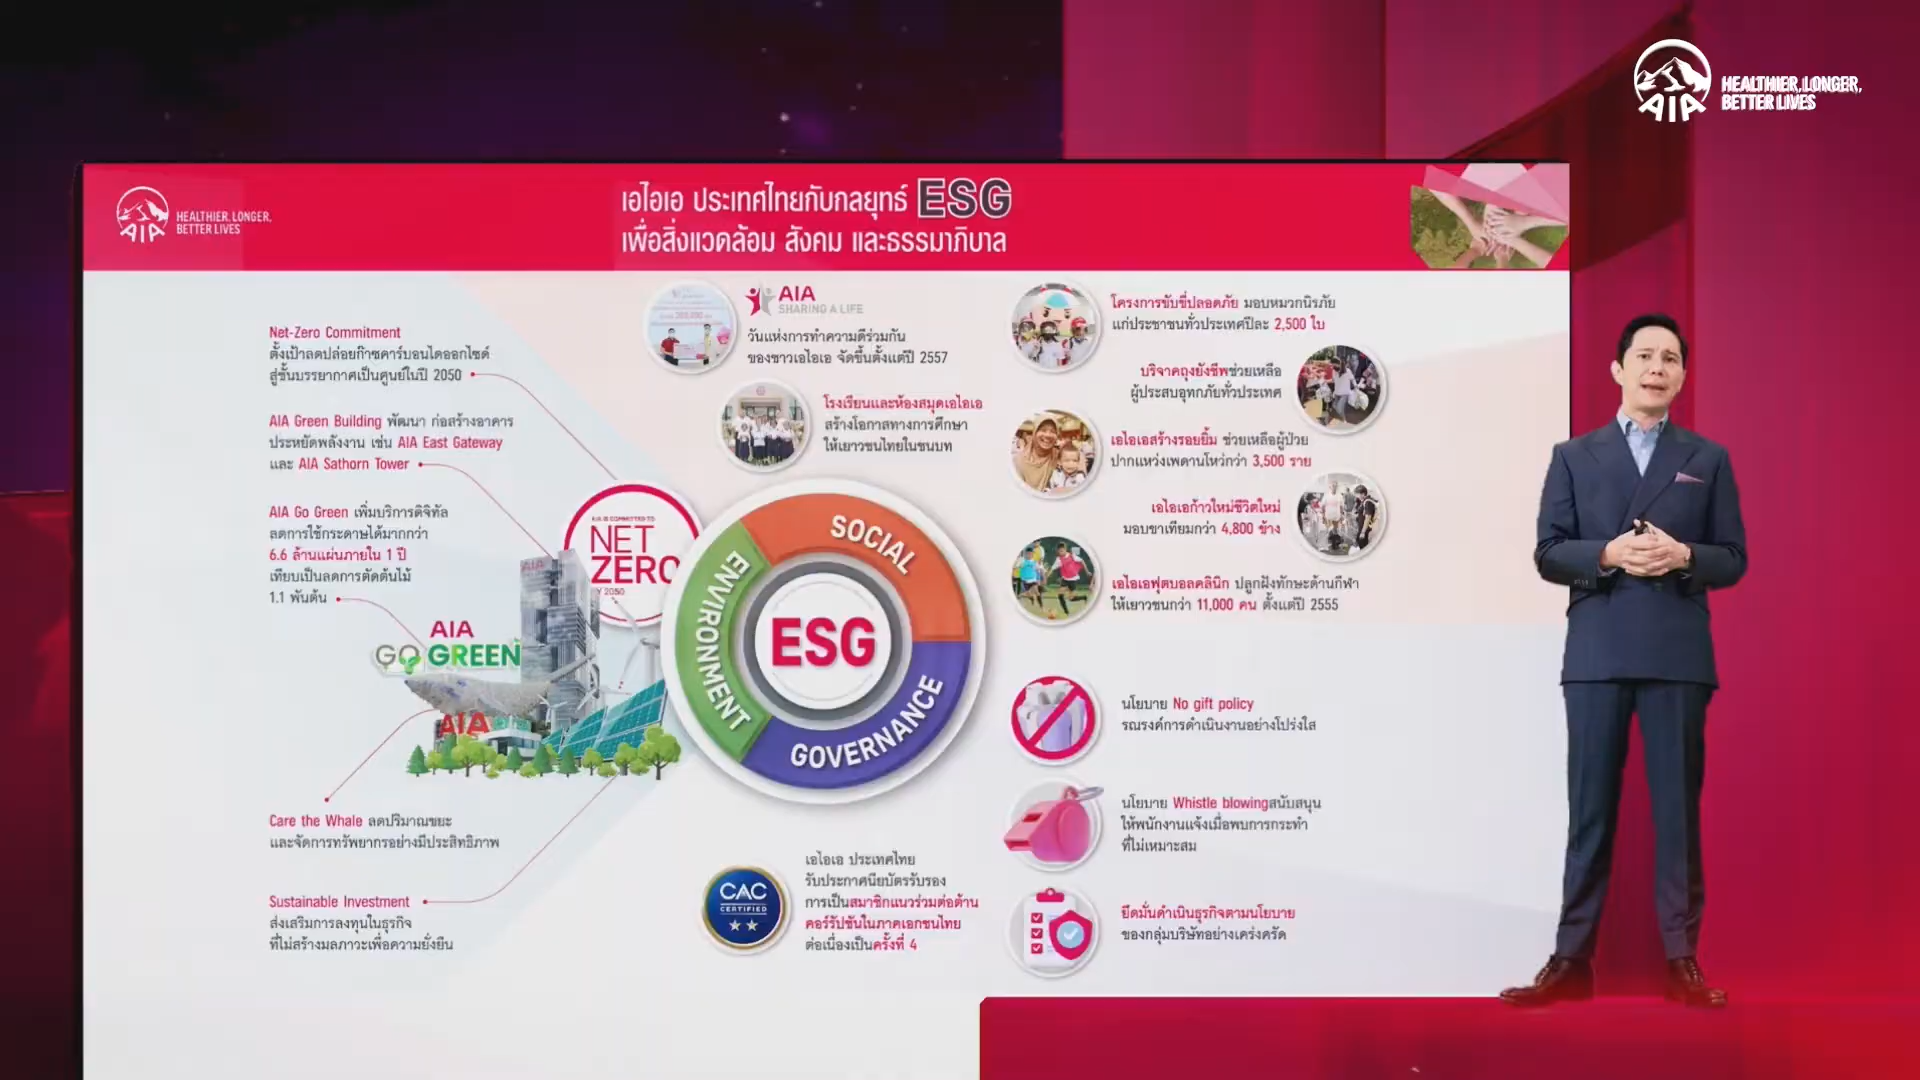 AIA
HEALTHIER, LONGER,
BETTER LIVES
AIA
HEALTHIER, LONGER,
BETTER LIVES
เอไอเอ ประเทศไทยกับกลยุทธ์ ESG
เพื่อสิ่งแวดล้อม สังคม และธรรมาภิบาล
Net-Zero Commitment
ตั้งเป้าลดปล่อยก๊าซคาร์บอนไดออกไซด์
สู่ชั้นบรรยากาศเป็นศูนย์ในปี 2050
AIA Green Building พัฒนา ก่อสร้างอาคาร
ประหยัดพลังงาน เช่น AIA East Gateway
และ AIA Sathorn Tower
AIA Go Green เพิ่มบริการดิจิทัล
ลดการใช้กระดาษได้มากกว่า
6.6 ล้านแผ่นภายใน 1 ปี
เทียบเป็นลดการตัดต้นไม้
1.1 พันต้น
AIA
GO GREEN
AIA
AIA
AIA IS COMMITTED TO
NET
ZERO
BY 2050
Care the Whale ลดปริมาณขยะ
และจัดการทรัพยากรอย่างมีประสิทธิภาพ
Sustainable Investment
ส่งเสริมการลงทุนในธุรกิจ
ที่ไม่สร้างมลภาวะเพื่อความยั่งยืน
AIA
SHARING A LIFE
วันแห่งการทำความดีร่วมกัน
ของชาวเอไอเอ จัดขึ้นตั้งแต่ปี 2557
โรงเรียนและห้องสมุดเอไอเอ
สร้างโอกาสทางการศึกษา
ให้เยาวชนไทยในชนบท
SOCIAL
ENVIRONMENT
ESG
GOVERNANCE
CAC
CERTIFIED
เอไอเอ ประเทศไทย
รับประกาศนียบัตรรับรอง
การเป็นสมาชิกแนวร่วมต่อต้าน
คอร์รัปชันในภาคเอกชนไทย
ต่อเนื่องเป็นครั้งที่ 4
โครงการขับขี่ปลอดภัย มอบหมวกนิรภัย
แก่ประชาชนทั่วประเทศปีละ 2,500 ใบ
บริจาคถุงยังชีพช่วยเหลือ
ผู้ประสบอุทกภัยทั่วประเทศ
เอไอเอสร้างรอยยิ้ม ช่วยเหลือผู้ป่วย
ปากแหว่งเพดานโหว่กว่า 3,500 ราย
เอไอเอก้าวใหม่ชีวิตใหม่
มอบขาเทียมกว่า 4,800 ข้าง
เอไอเอฟุตบอลคลินิก ปลูกฝังทักษะด้านกีฬา
ให้เยาวชนกว่า 11,000 คน ตั้งแต่ปี 2555
นโยบาย No gift policy
รณรงค์การดำเนินงานอย่างโปร่งใส
นโยบาย Whistle blowingสนับสนุน
ให้พนักงานแจ้งเมื่อพบการกระทำ
ที่ไม่เหมาะสม
ยึดมั่นดำเนินธุรกิจตามนโยบาย
ของกลุ่มบริษัทอย่างเคร่งครัด